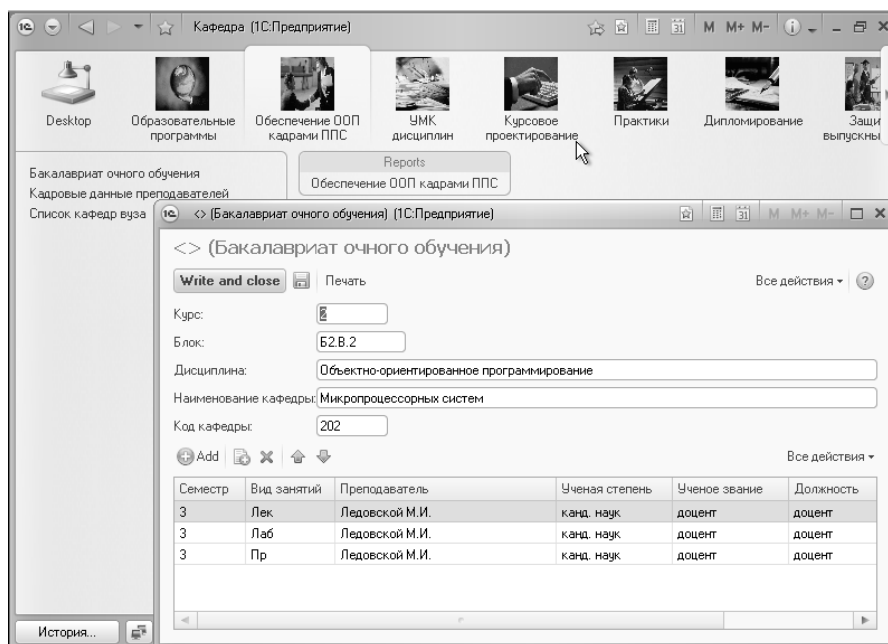 Кафедра (1С:Предприятие)
M M+ M-
Desktop
Образовательные
программы
Обеспечение ООП
кадрами ППС
УМК
дисциплин
Курсовое
проектирование
Практики
Дипломирование
Защи
выпускны
Бакалавриат очного обучения
Кадровые данные преподавателей
Список кафедр вуза
Reports
Обеспечение ООП кадрами ППС
<> (Бакалавриат очного обучения) (1С:Предприятие)
M M+ M-
<> (Бакалавриат очного обучения)
Write and close
Печать
Все действия
Курс: 2
Блок: Б2.В.2
Дисциплина: Объектно-ориентированное программирование
Наименование кафедры: Микропроцессорных систем
Код кафедры: 202
Add
Все действия
Семестр Вид занятий Преподаватель Ученая степень Ученое звание Должность
3 Лек Ледовской М.И. канд. наук доцент доцент
3 Лаб Ледовской М.И. канд. наук доцент доцент
3 Пр Ледовской М.И. канд. наук доцент доцент
История...